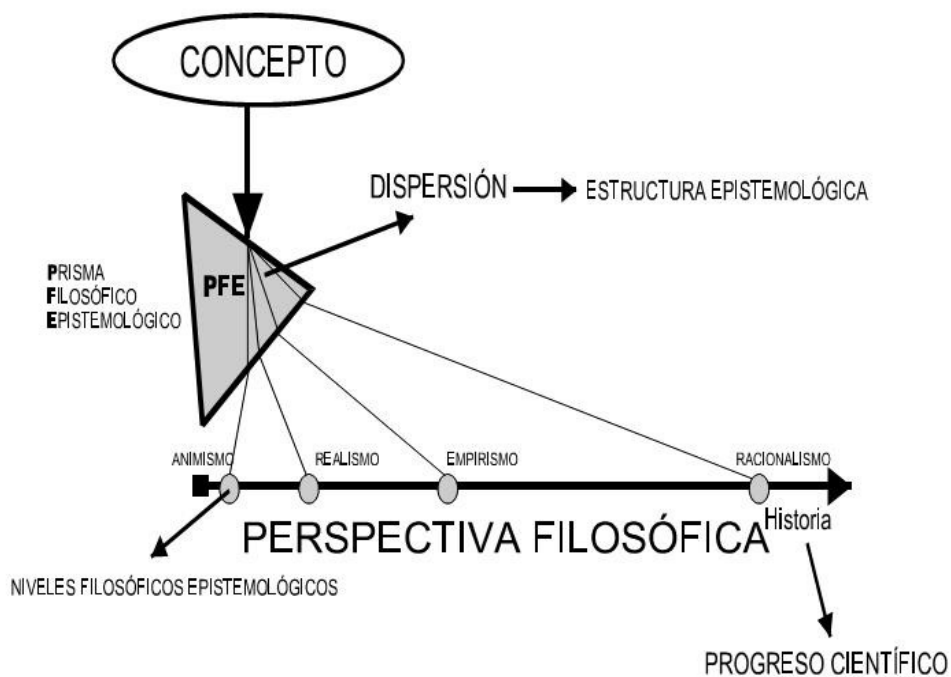 CONCEPTO
DISPERSIÓN
ESTRUCTURA EPISTEMOLÓGICA
PRISMA
FILOSÓFICO
EPISTEMOLÓGICO
PFE
ANIMISMO
REALISMO
EMPIRISMO
RACIONALISMO
PERSPECTIVA FILOSÓFICA
Historia
NIVELES FILOSÓFICOS EPISTEMOLÓGICOS
PROGRESO CIENTÍFICO